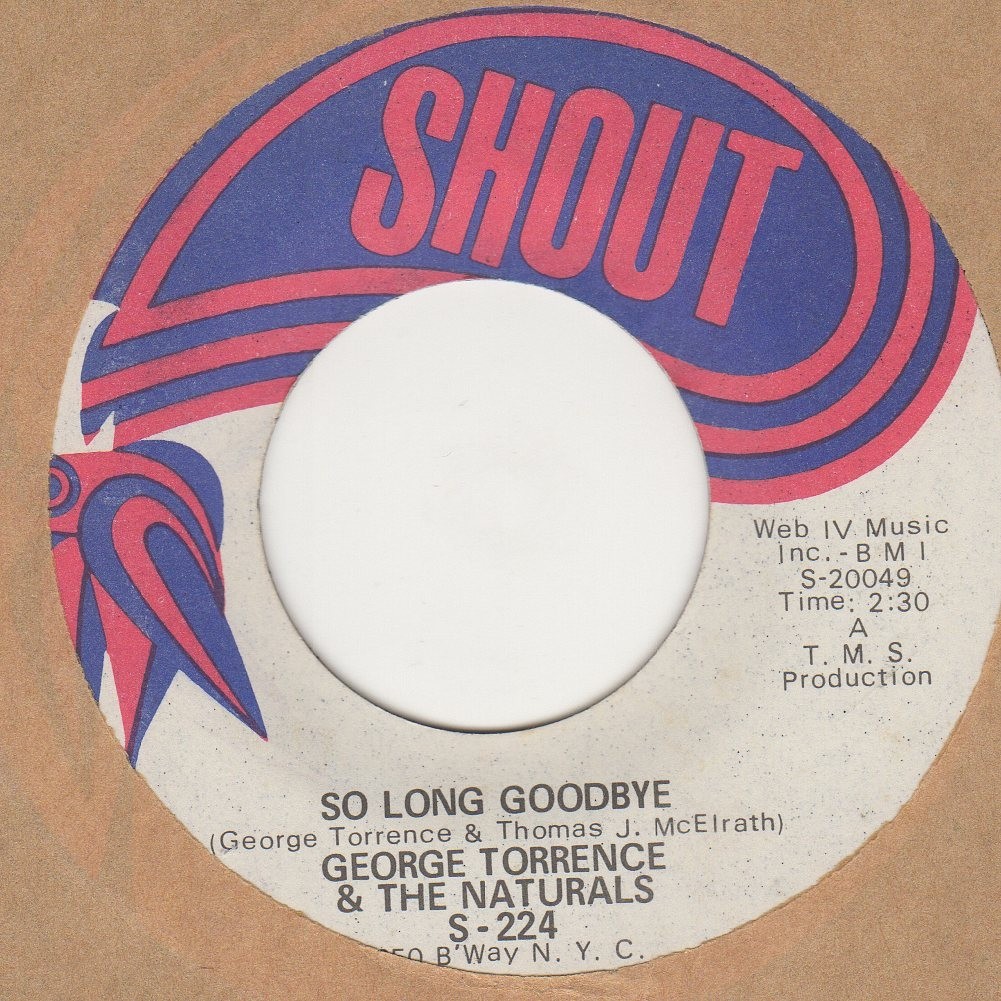 SHOUT
Web IV Music
Inc.-BMI
S-20049
Time: 2:30
A
T. M. S.
Production
SO LONG GOODBYE
(George Torrence & Thomas J. McElrath)
GEORGE TORRENCE
& THE NATURALS
S-224
B'Way N. Y. C.